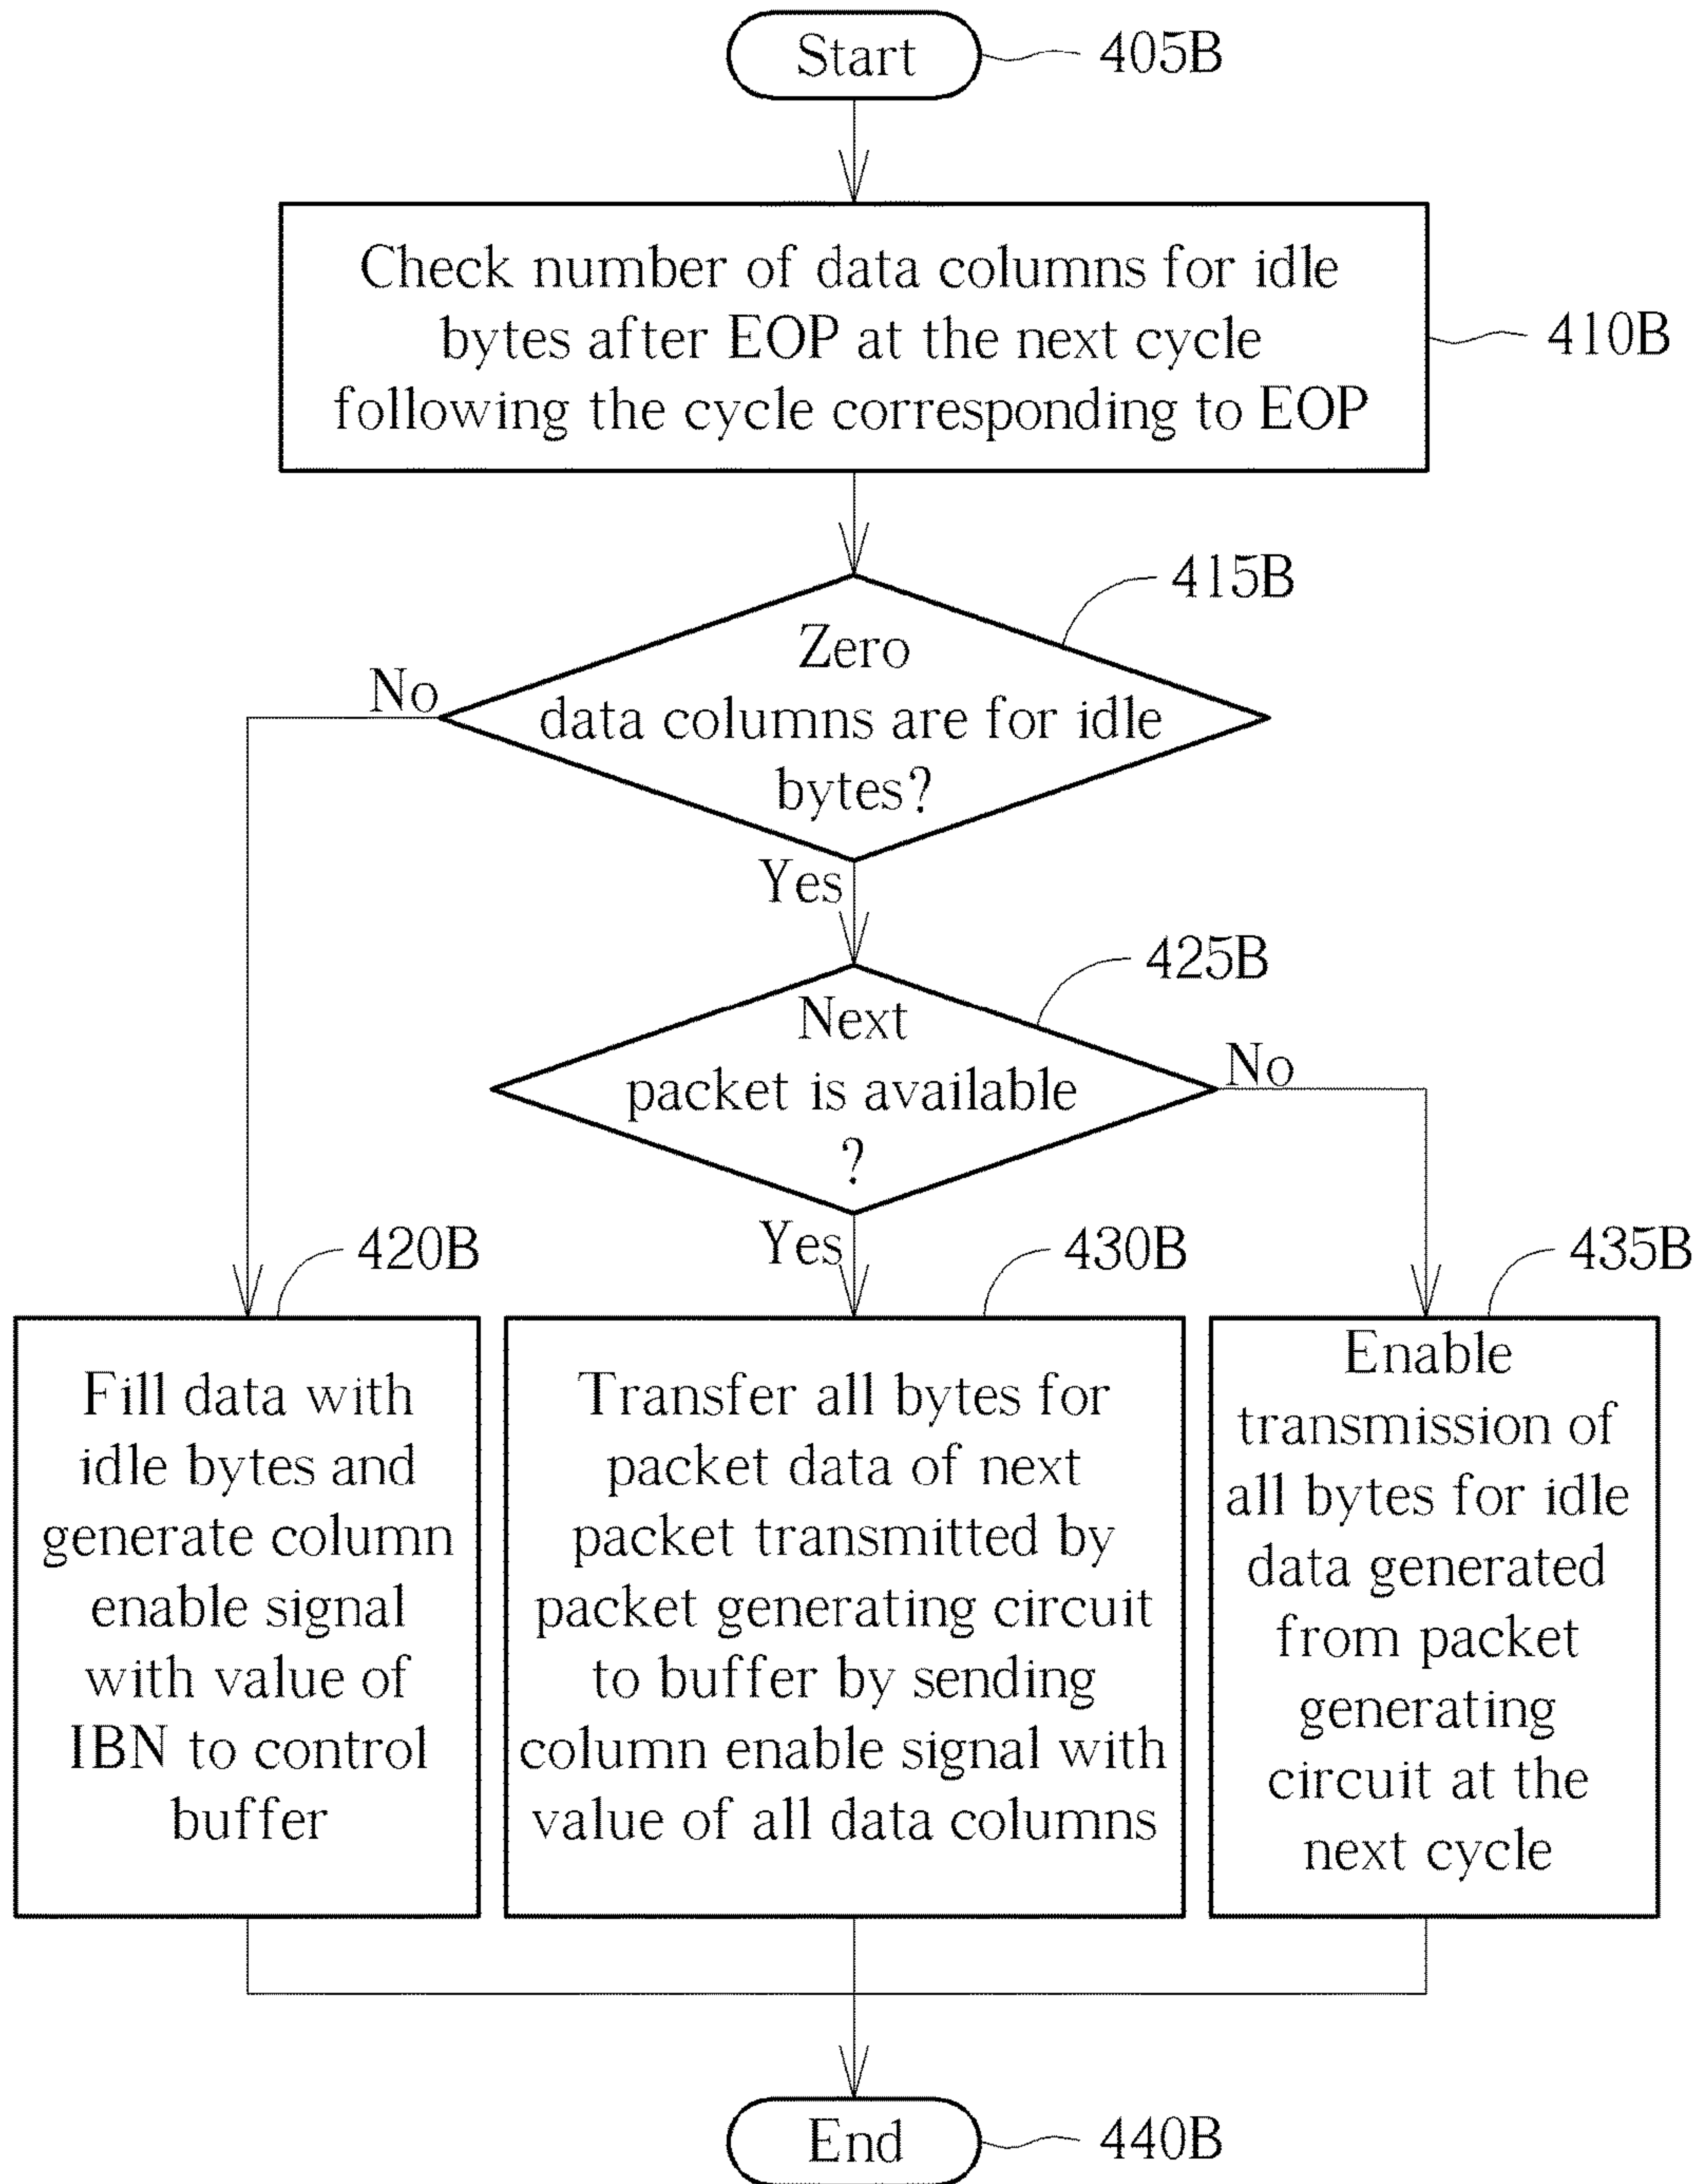 Start
405B
Check number of data columns for idle
bytes after EOP at the next cycle
following the cycle corresponding to EOP
410B
415B
Zero
data columns are for idle
bytes?
No
Yes
425B
Next
packet is available
?
No
Yes
420B
430B
435B
Fill data with
idle bytes and
generate column
enable signal
with value of
IBN to control
buffer
Transfer all bytes for
packet data of next
packet transmitted by
packet generating circuit
to buffer by sending
column enable signal with
value of all data columns
Enable
transmission of
all bytes for idle
data generated
from packet
generating
circuit at the
next cycle
End
440B